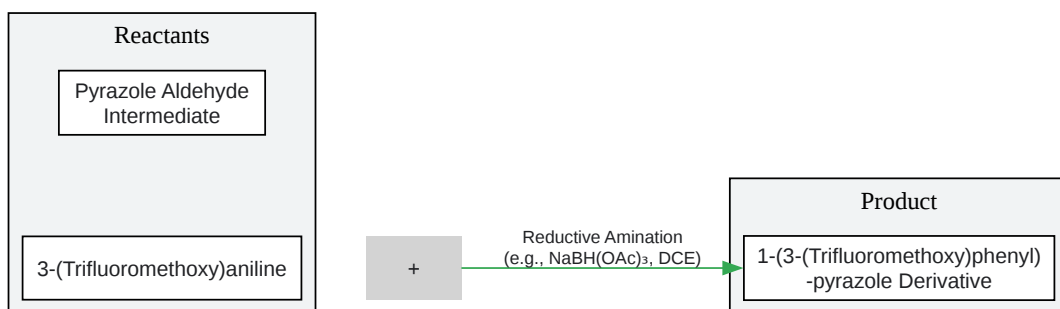 Reactants
Pyrazole Aldehyde
Intermediate
3-(Trifluoromethoxy)aniline
+
Reductive Amination
(e.g., NaBH(OAc)₃, DCE)
Product
1-(3-(Trifluoromethoxy)phenyl)
-pyrazole Derivative